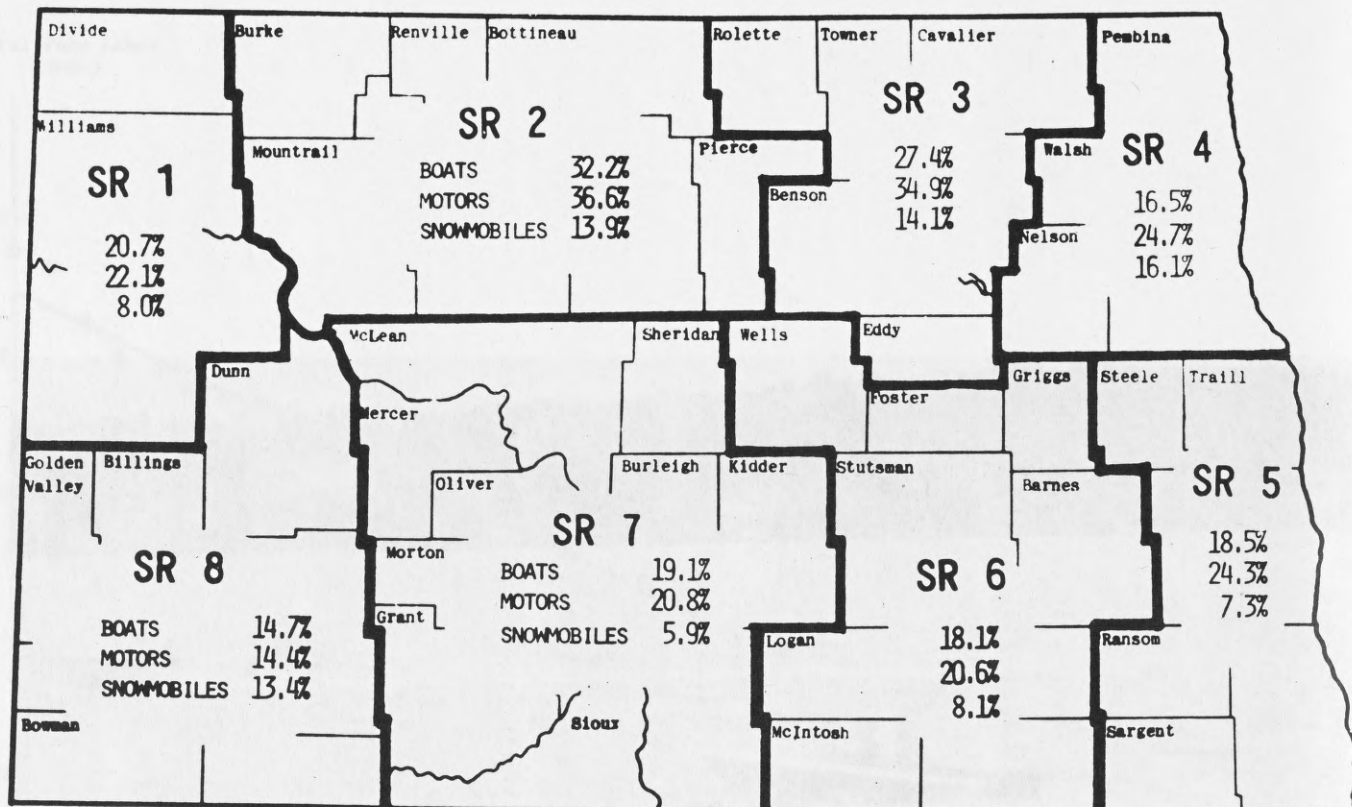 Divide
Burke
Renville
Bottineau
Rolette
Towner
Cavalier
Pembina
Williams
SR 1
20.7%
22.1%
8.0%
Mountrail
SR 2
BOATS 32.2%
MOTORS 36.6%
SNOWMOBILES 13.9%
Pierce
Benson
SR 3
27.4%
34.9%
14.1%
Walsh
SR 4
16.5%
24.7%
16.1%
Nelson
McLean
Sheridan
Wells
Eddy
Dunn
Mercer
Foster
Griggs
Steele
Traill
Golden
Valley
Billings
Oliver
Burleigh
Kidder
Stutsman
Barnes
SR 5
18.5%
24.3%
7.3%
SR 8
BOATS 14.7%
MOTORS 14.4%
SNOWMOBILES 13.4%
Morton
Grant
SR 7
BOATS 19.1%
MOTORS 20.8%
SNOWMOBILES 5.9%
SR 6
18.1%
20.6%
8.1%
Logan
Ransom
Bowman
Sioux
McIntosh
Sargent